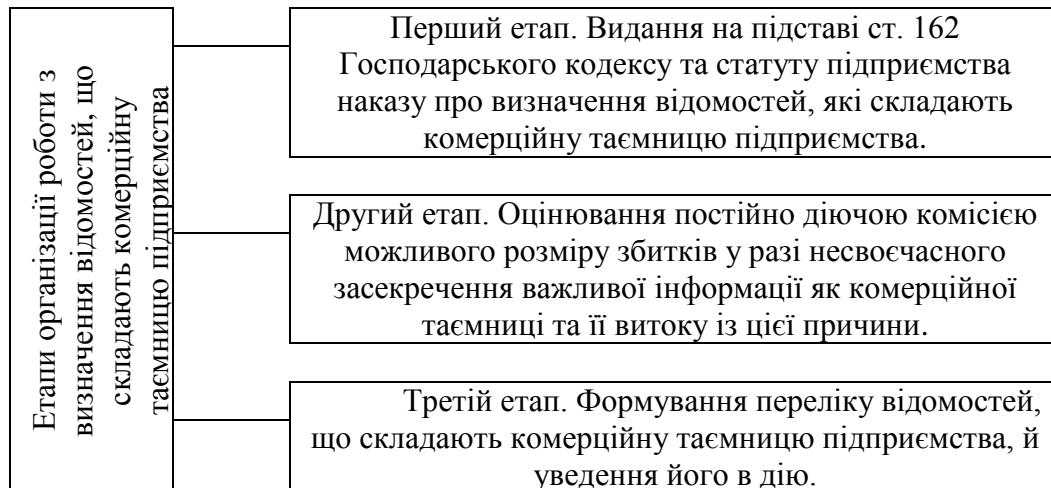 Етапи організації роботи з
визначення відомостей, що
складають комерційну
таємницю підприємства
Перший етап. Видання на підставі ст. 162
Господарського кодексу та статуту підприємства
наказу про визначення відомостей, які складають
комерційну таємницю підприємства.
Другий етап. Оцінювання постійно діючою комісією
можливого розміру збитків у разі несвоєчасного
засекречення важливої інформації як комерційної
таємниці та її витоку із цієї причини.
Третій етап. Формування переліку відомостей,
що складають комерційну таємницю підприємства, й
уведення його в дію.